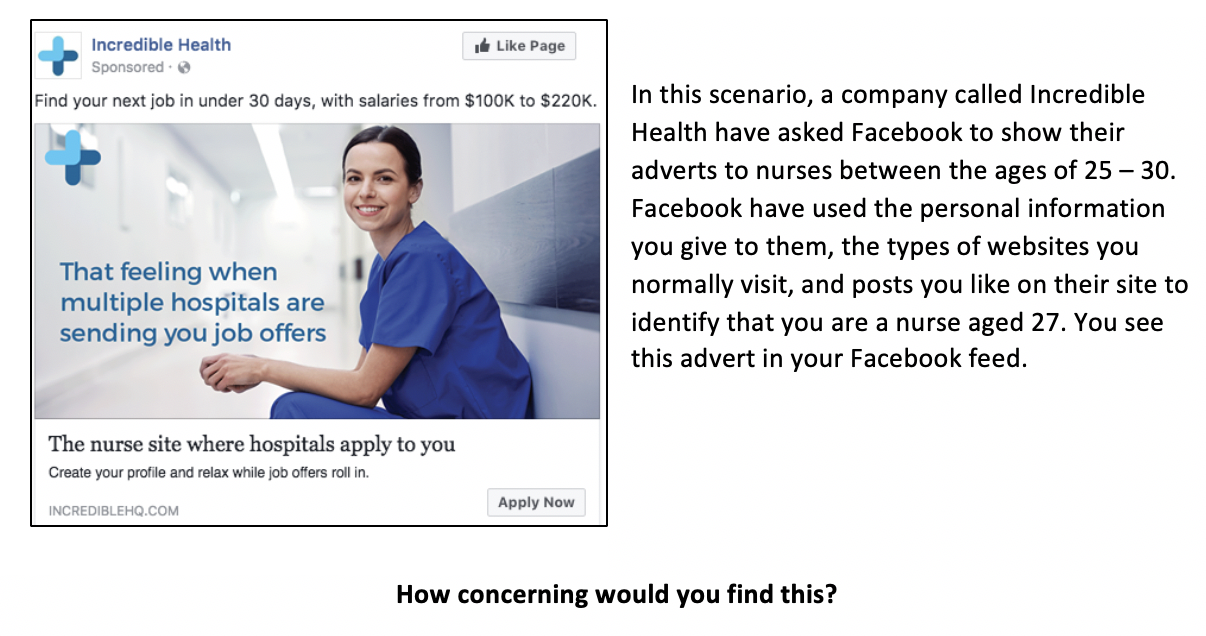 Incredible Health
Like Page
Sponsored ·
Find your next job in under 30 days, with salaries from $100K to $220K.
That feeling when
multiple hospitals are
sending you job offers
The nurse site where hospitals apply to you
Create your profile and relax while job offers roll in.
INCREDIBLEHQ.COM
Apply Now
In this scenario, a company called Incredible
Health have asked Facebook to show their
adverts to nurses between the ages of 25 – 30.
Facebook have used the personal information
you give to them, the types of websites you
normally visit, and posts you like on their site to
identify that you are a nurse aged 27. You see
this advert in your Facebook feed.
How concerning would you find this?